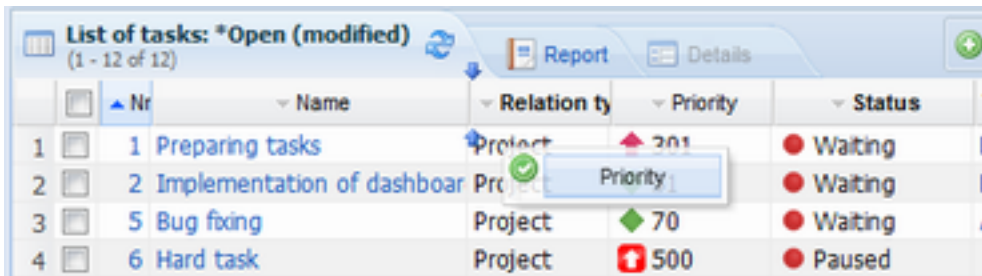 List of tasks: *Open (modified)
(1 - 12 of 12)
Report
Details
Nr Name Relation ty Priority Status
1 1 Preparing tasks Project 301 Waiting
2 2 Implementation of dashboar Waiting
Priority
3 5 Bug fixing Project 70 Waiting
4 6 Hard task Project 500 Paused